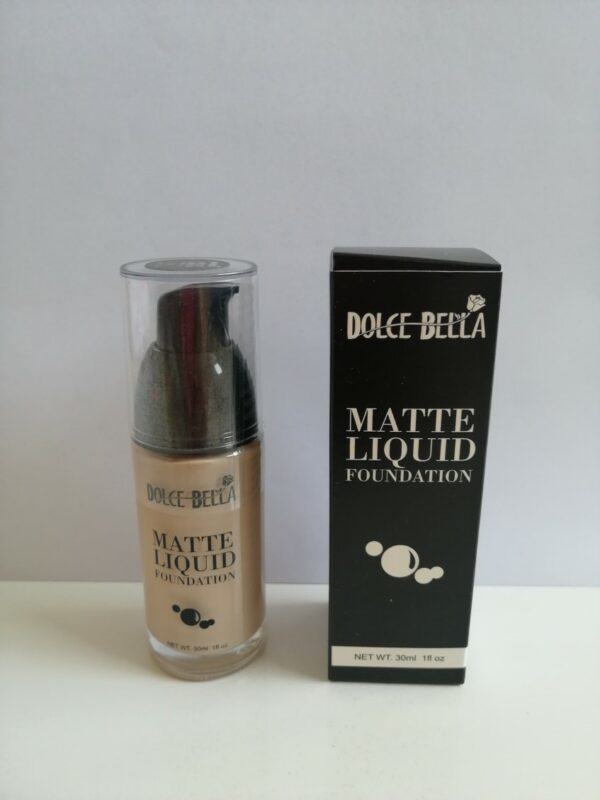 DOLCE BELLA
MATTE
LIQUID
FOUNDATION
NET WT. 30ml 1fl oz
DOLCE BELLA
MATTE
LIQUID
FOUNDATION
NET WT. 30ml 1fl oz